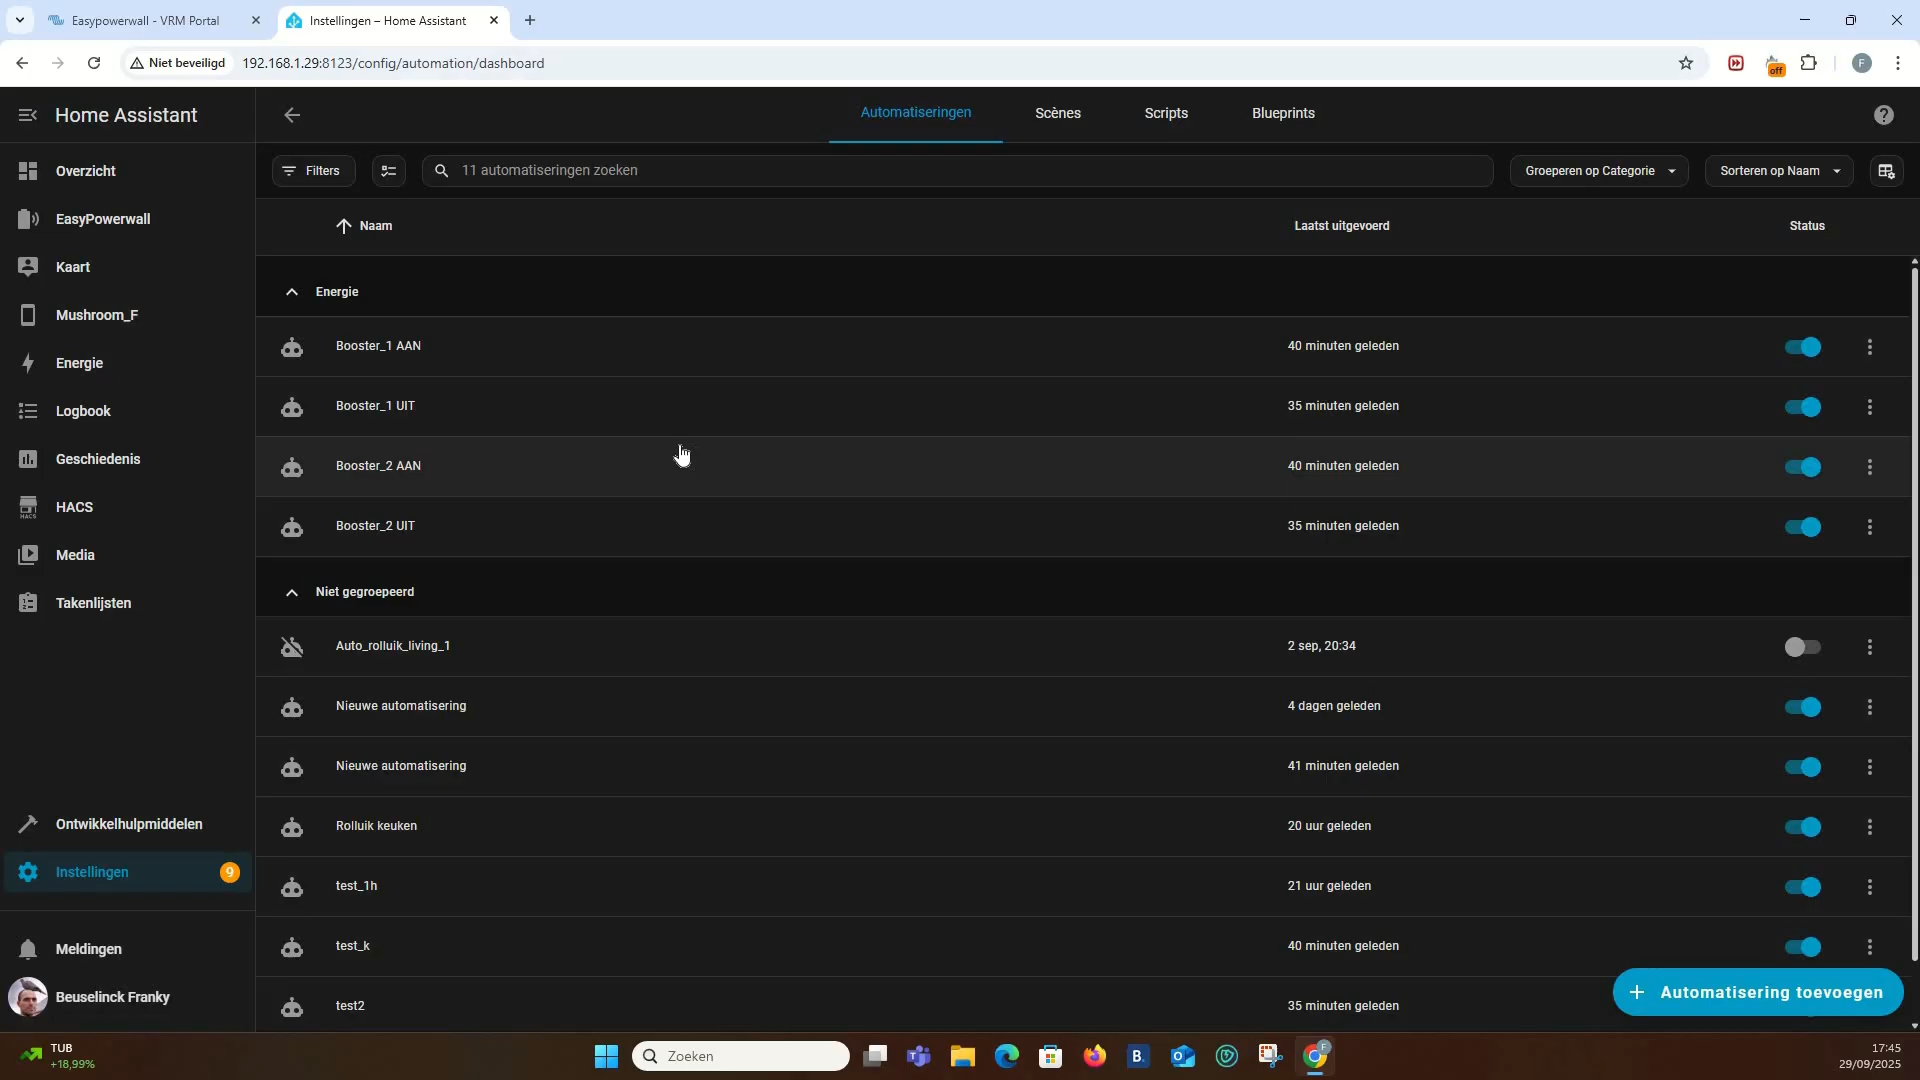 Easypowerwall - VRM Portal
Instellingen – Home Assistant
Niet beveiligd
192.168.1.29:8123/config/automation/dashboard
off
F
Home Assistant
Automatiseringen
Scènes
Scripts
Blueprints
Overzicht
EasyPowerwall
Kaart
Mushroom_F
Energie
Logbook
Geschiedenis
HACS
HACS
Media
Takenlijsten
Ontwikkelhulpmiddelen
Instellingen
9
Meldingen
Beuselinck Franky
Filters
11 automatiseringen zoeken
Groeperen op Categorie
Sorteren op Naam
Naam
Laatst uitgevoerd
Status
Energie
Booster_1 AAN
40 minuten geleden
Booster_1 UIT
35 minuten geleden
Booster_2 AAN
40 minuten geleden
Booster_2 UIT
35 minuten geleden
Niet gegroepeerd
Auto_rolluik_living_1
2 sep, 20:34
Nieuwe automatisering
4 dagen geleden
Nieuwe automatisering
41 minuten geleden
Rolluik keuken
20 uur geleden
test_1h
21 uur geleden
test_k
40 minuten geleden
test2
35 minuten geleden
Automatisering toevoegen
TUB
+18,99%
Zoeken
B.
F
17:45
29/09/2025